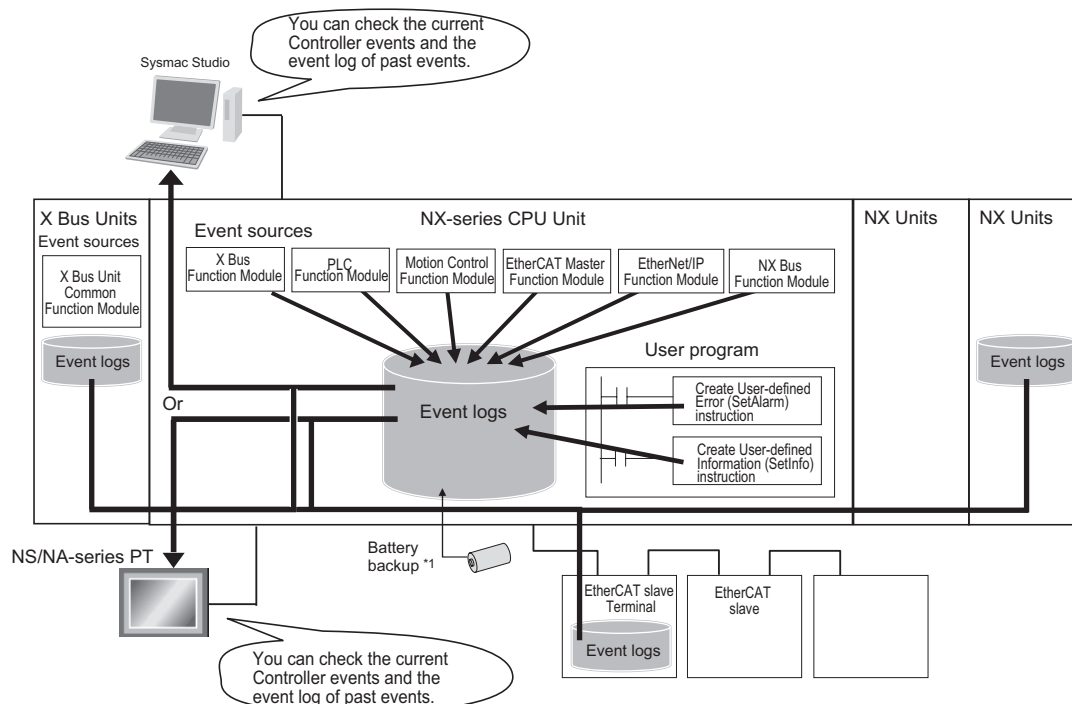 You can check the current
Controller events and the
event log of past events.
Sysmac Studio
X Bus Units
Event sources
X Bus Unit
Common
Function Module
Event logs
NX-series CPU Unit
Event sources
X Bus
Function Module
PLC
Function Module
Motion Control
Function Module
EtherCAT Master
Function Module
EtherNet/IP
Function Module
NX Bus
Function Module
NX Units
NX Units
Event logs
Event logs
User program
Create User-defined
Error (SetAlarm)
instruction
Create User-defined
Information (SetInfo)
instruction
Or
NS/NA-series PT
Battery
backup *1
EtherCAT slave
Terminal
Event logs
EtherCAT
slave
You can check the current
Controller events and the
event log of past events.